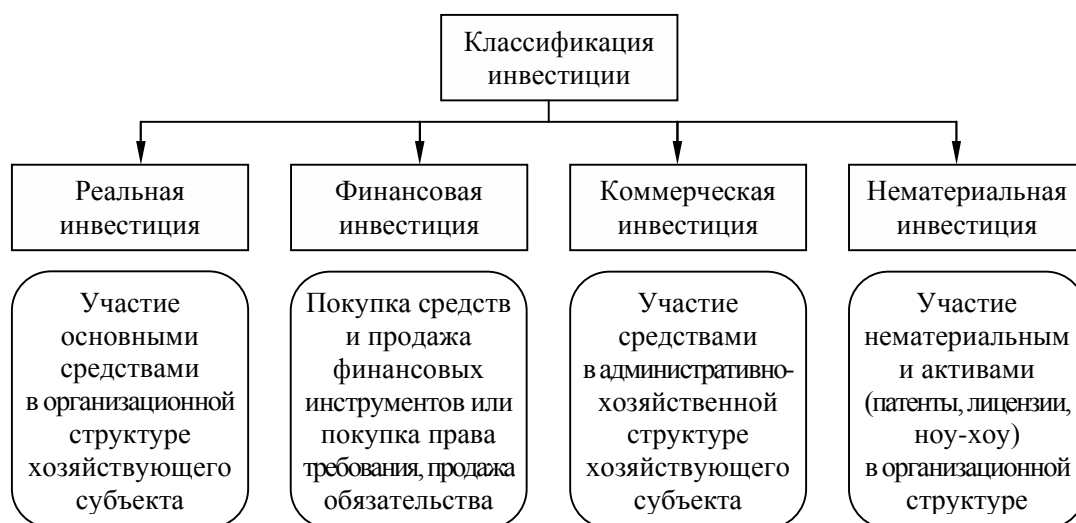 Классификация
инвестиции
Реальная
инвестиция
Финансовая
инвестиция
Коммерческая
инвестиция
Нематериальная
инвестиция
Участие
основными
средствами
в организационной
структуре
хозяйствующего
субъекта
Покупка средств
и продажа
финансовых
инструментов или
покупка права
требования, продажа
обязательства
Участие
средствами
в административно-
хозяйственной
структуре
хозяйствующего
субъекта
Участие
нематериальным
и активами
(патенты, лицензии,
ноу-хоу)
в организационной
структуре